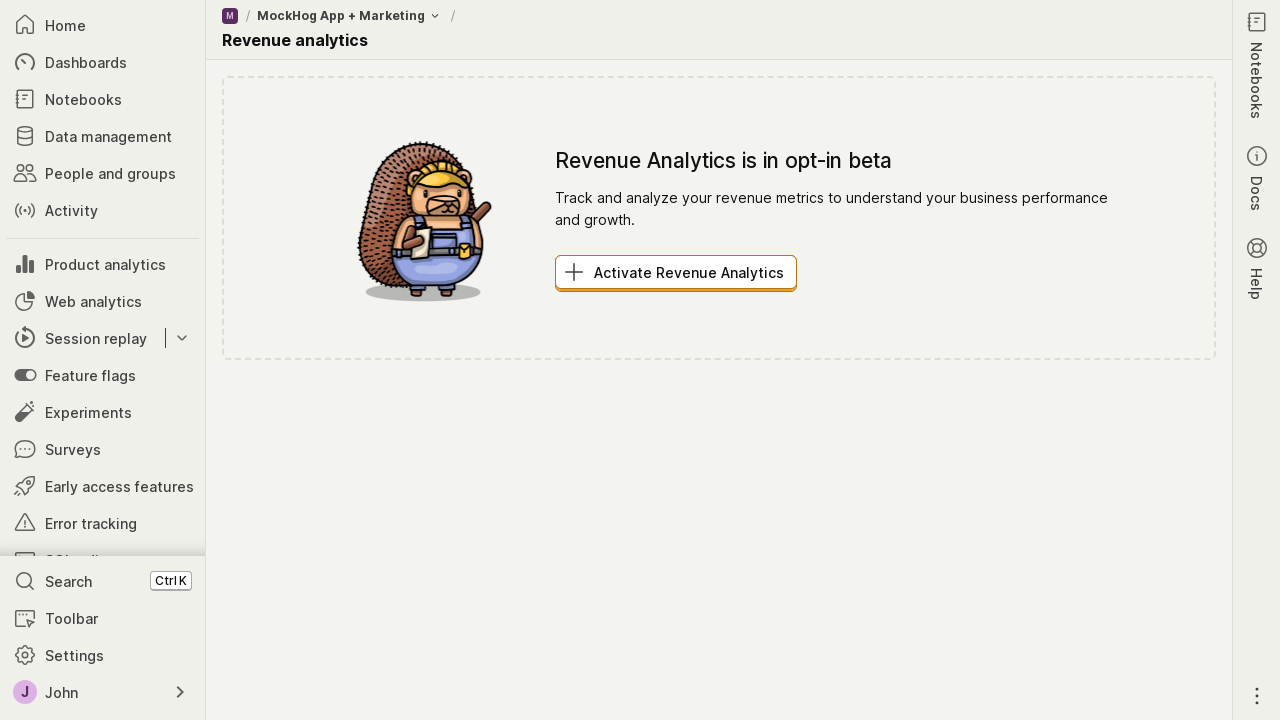 Home
Dashboards
Notebooks
Data management
People and groups
Activity
Product analytics
Web analytics
Session replay
Feature flags
Experiments
Surveys
Early access features
Error tracking
Search Ctrl K
Toolbar
Settings
J John
M / MockHog App + Marketing /
Revenue analytics
Revenue Analytics is in opt-in beta
Track and analyze your revenue metrics to understand your business performance
and growth.
Activate Revenue Analytics
Notebooks
Docs
Help